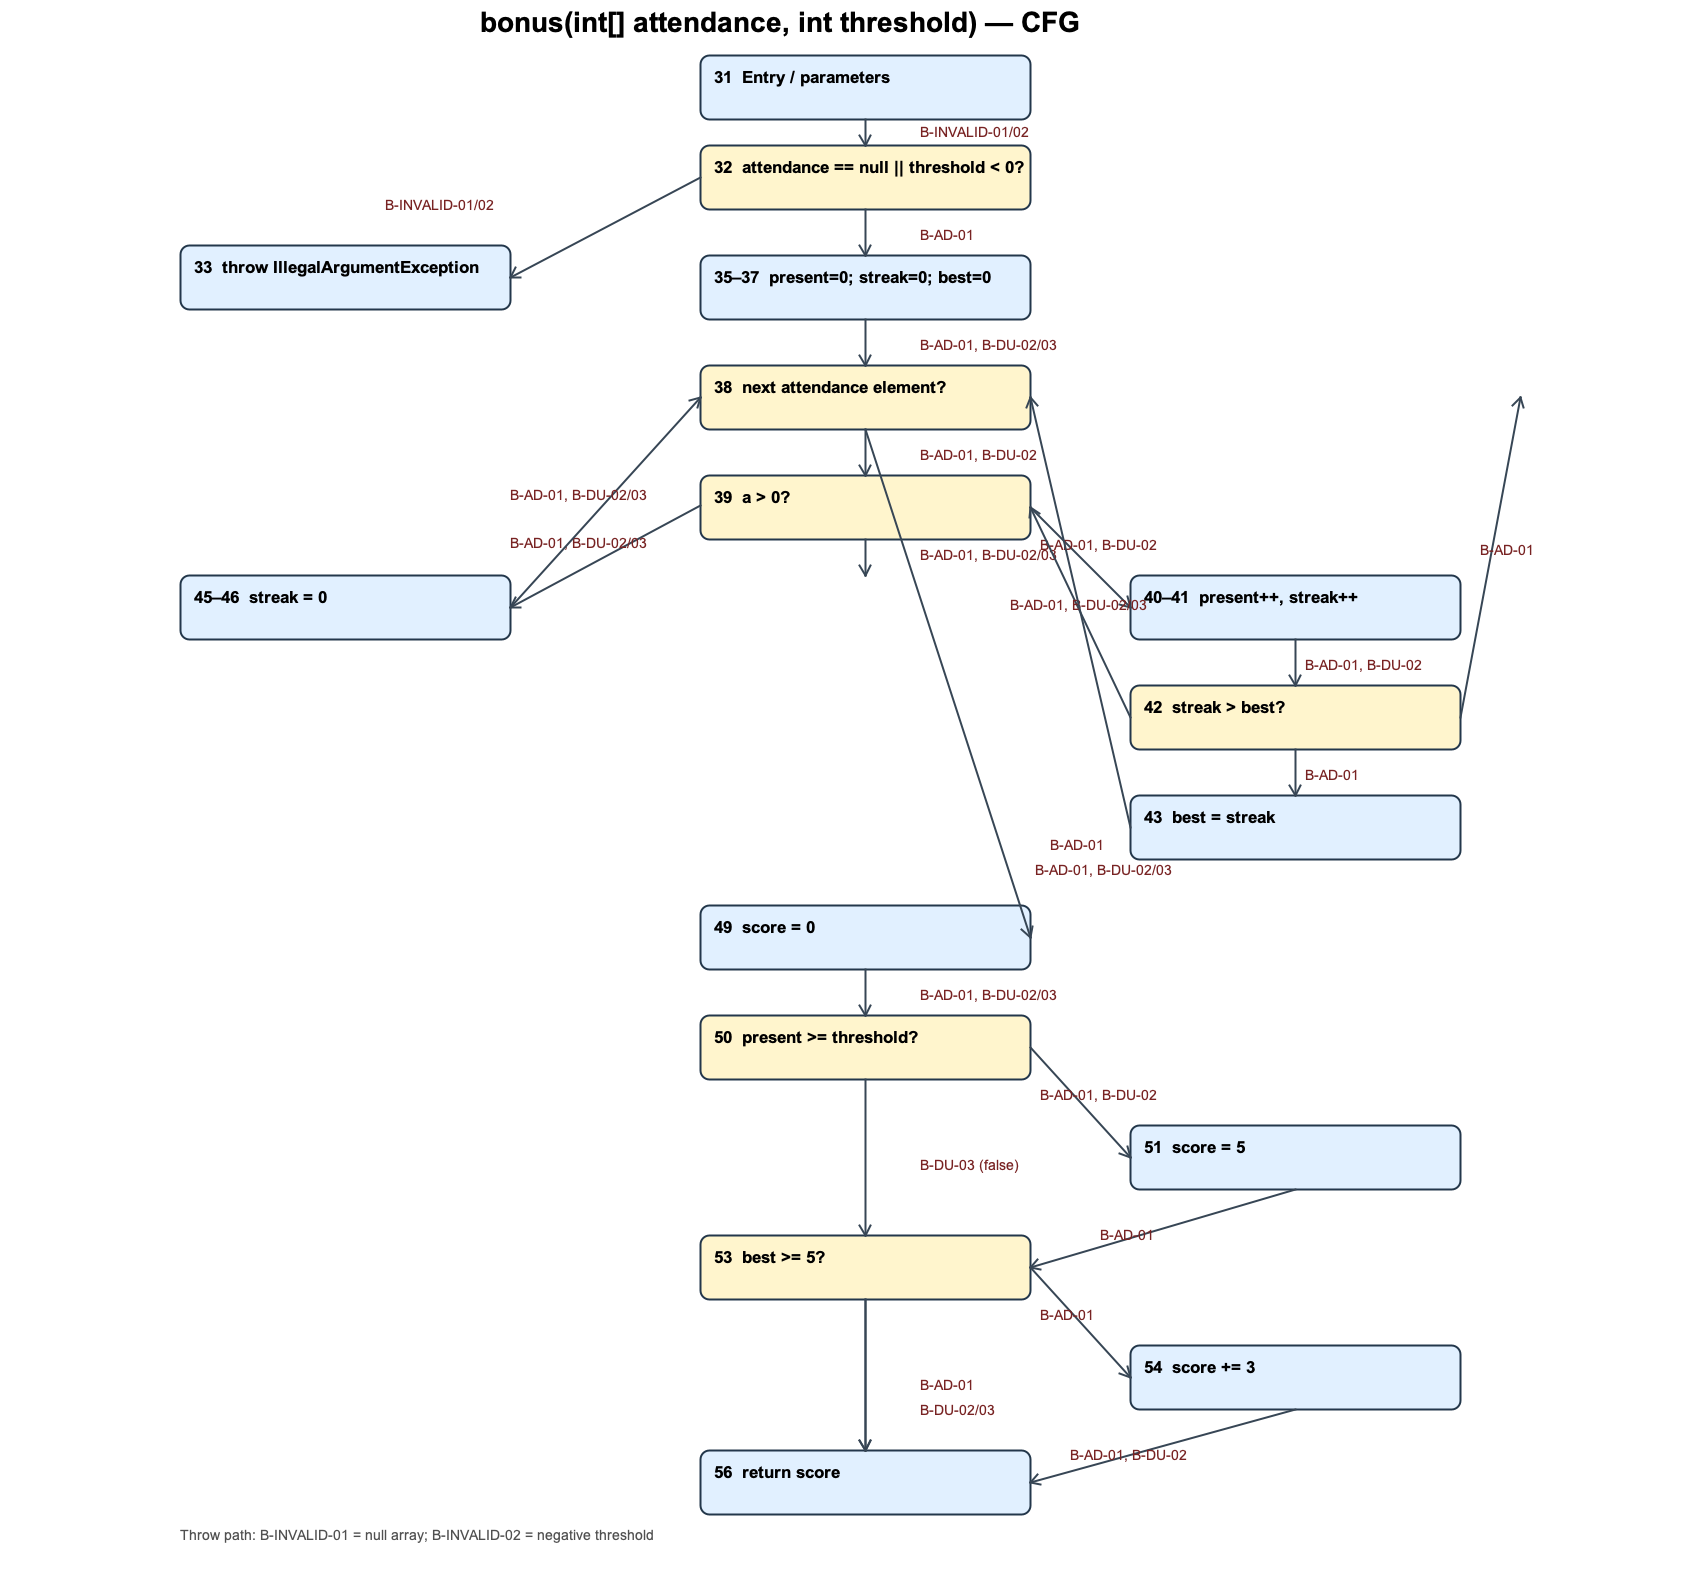 bonus(int[] attendance, int threshold) — CFG
31 Entry / parameters
B-INVALID-01/02
32 attendance == null || threshold < 0?
B-INVALID-01/02
B-AD-01
33 throw IllegalArgumentException
35–37 present=0; streak=0; best=0
B-AD-01, B-DU-02/03
38 next attendance element?
B-AD-01, B-DU-02
39 a > 0?
B-AD-01, B-DU-02/03
B-AD-01, B-DU-02/03
B-AD-01, B-DU-02/03
B-AD-01, B-DU-02
B-AD-01
45–46 streak = 0
B-AD-01, B-DU-02/03
40–41 present++, streak++
B-AD-01, B-DU-02
42 streak > best?
B-AD-01
43 best = streak
B-AD-01
B-AD-01, B-DU-02/03
49 score = 0
B-AD-01, B-DU-02/03
50 present >= threshold?
B-AD-01, B-DU-02
51 score = 5
B-DU-03 (false)
B-AD-01
53 best >= 5?
B-AD-01
54 score += 3
B-AD-01
B-DU-02/03
B-AD-01, B-DU-02
56 return score
Throw path: B-INVALID-01 = null array; B-INVALID-02 = negative threshold